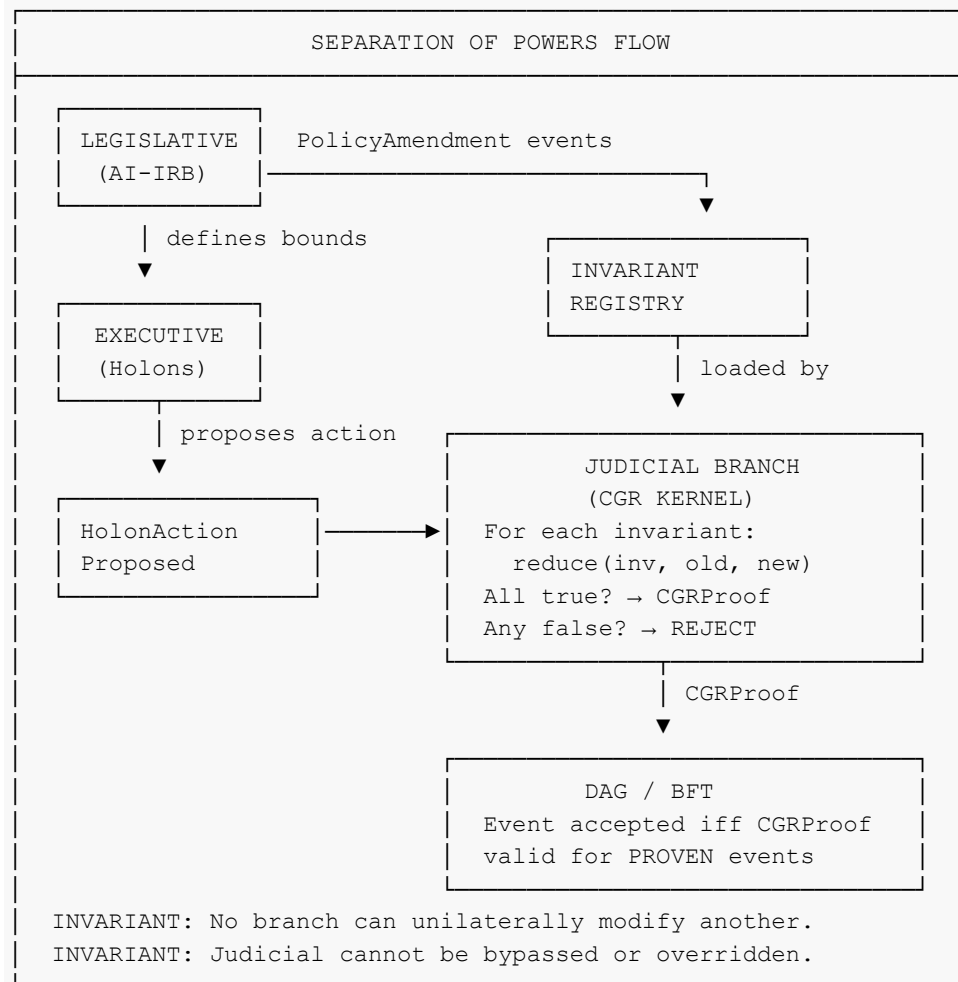 SEPARATION OF POWERS FLOW
LEGISLATIVE
(AI-IRB)
PolicyAmendment events
defines bounds
INVARIANT
REGISTRY
EXECUTIVE
(Holons)
loaded by
proposes action
JUDICIAL BRANCH
(CGR KERNEL)
HolonAction
Proposed
For each invariant:
reduce(inv, old, new)
All true? → CGRProof
Any false? → REJECT
CGRProof
DAG / BFT
Event accepted iff CGRProof
valid for PROVEN events
INVARIANT: No branch can unilaterally modify another.
INVARIANT: Judicial cannot be bypassed or overridden.